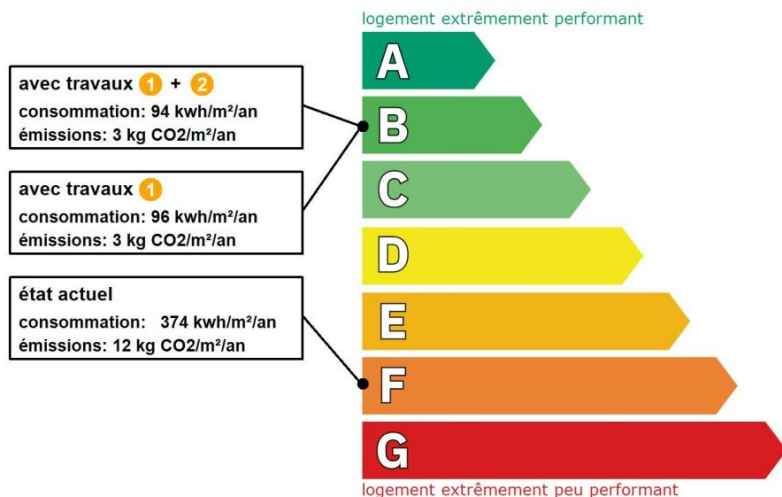 logement extrêmement performant
A
avec travaux 1 + 2
consommation: 94 kwh/m²/an
émissions: 3 kg CO2/m²/an
B
avec travaux 1
consommation: 96 kwh/m²/an
émissions: 3 kg CO2/m²/an
C
D
état actuel
consommation: 374 kwh/m²/an
émissions: 12 kg CO2/m²/an
E
F
G
logement extrêmement peu performant